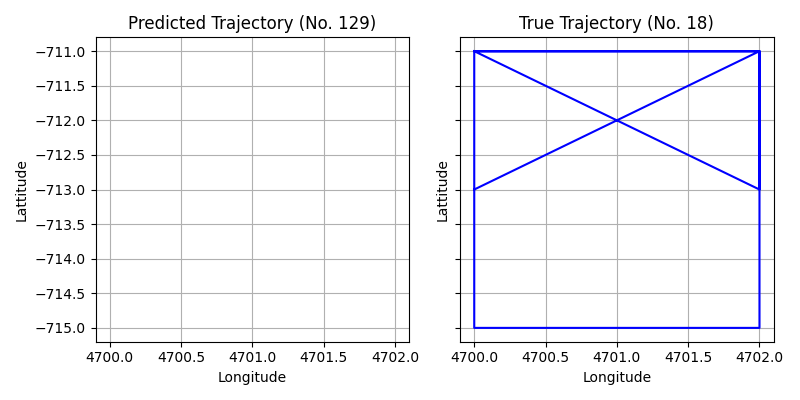 Predicted Trajectory (No. 129)
Lattitude
−711.0
−711.5
−712.0
−712.5
−713.0
−713.5
−714.0
−714.5
−715.0
4700.0 4700.5 4701.0 4701.5 4702.0
Longitude
True Trajectory (No. 18)
Lattitude
4700.0 4700.5 4701.0 4701.5 4702.0
Longitude